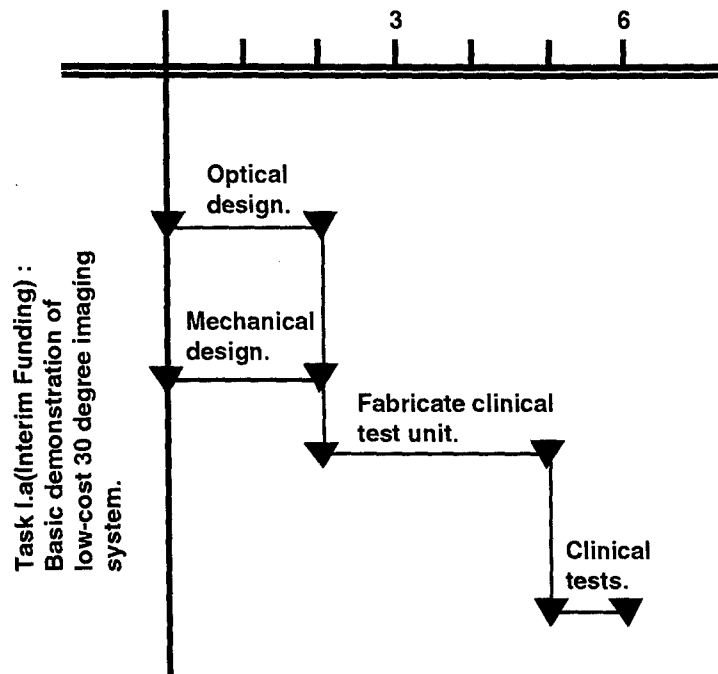 3 6
Optical
design.
Mechanical
design.
Fabricate clinical
test unit.
Clinical
tests.
Task I.a(Interim Funding) :
Basic demonstration of
low-cost 30 degree imaging
system.